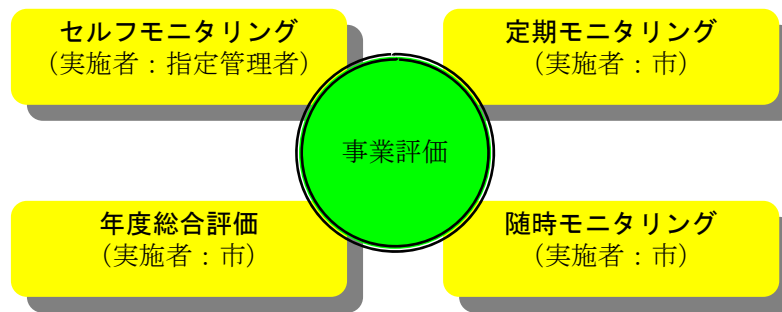 セルフモニタリング
（実施者：指定管理者）
定期モニタリング
（実施者：市）
事業評価
年度総合評価
（実施者：市）
随時モニタリング
（実施者：市）